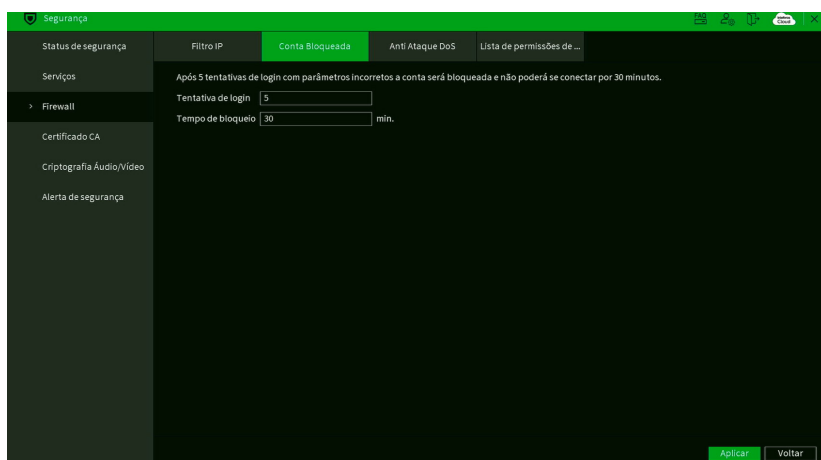 Segurança
FAQ
Cloud
Status de segurança
Serviços
Firewall
Certificado CA
Criptografia Áudio/Vídeo
Alerta de segurança
Filtro IP
Conta Bloqueada
Anti Ataque DoS
Lista de permissões de ...
Após 5 tentativas de login com parâmetros incorretos a conta será bloqueada e não poderá se conectar por 30 minutos.
Tentativa de login 5
Tempo de bloqueio 30 min.
Aplicar
Voltar